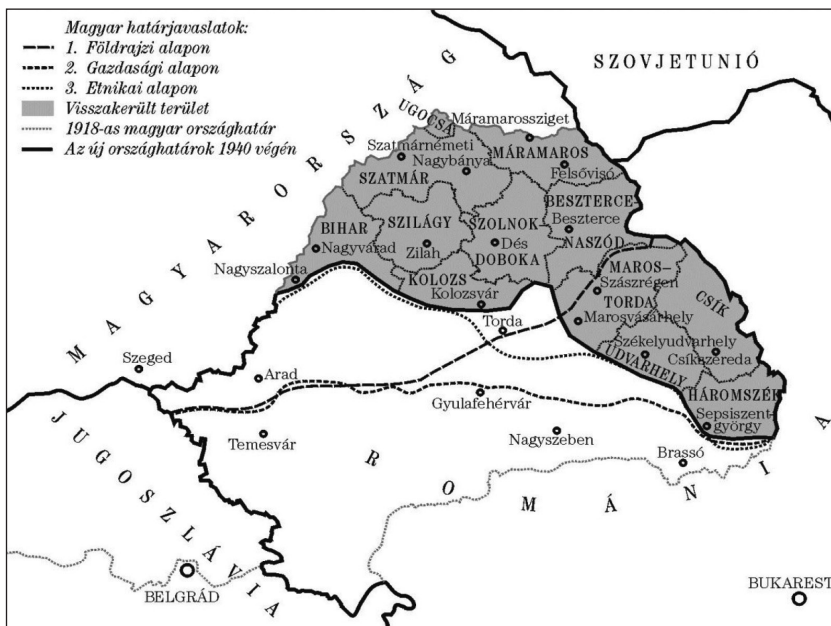 Magyar határjavaslatok:
1. Földrajzi alapon
2. Gazdasági alapon
3. Etnikai alapon
Visszakerült terület
1918-as magyar országhatár
Az új országhatárok 1940 végén
MAGYARORSZÁG
SZOVJETUNIÓ
UGOCSA
Máramarossziget
Szatmárnémeti
Nagybánya
MÁRAMAROS
Felsővisó
SZATMÁR
BESZTERCE-
Beszterce
NASZÓD
BIHAR
SZILÁGY
SZOLNOK
Nagyvárad
Zilah
Dés
DOBOKA
MAROS–
Nagyszalonta
KOLOZS
Szászrégen
CSÍK
Kolozsvár
TORDA
Torda
Marosvásárhely
Szeged
Székelyudvarhely
Csíkszereda
UDVARHELY
Arad
HÁROMSZÉK
Gyulafehérvár
Sepsiszent-
györgy
Temesvár
Nagyszeben
Brassó
ROMÁNIA
JUGOSZLÁVIA
BELGRÁD
BUKAREST